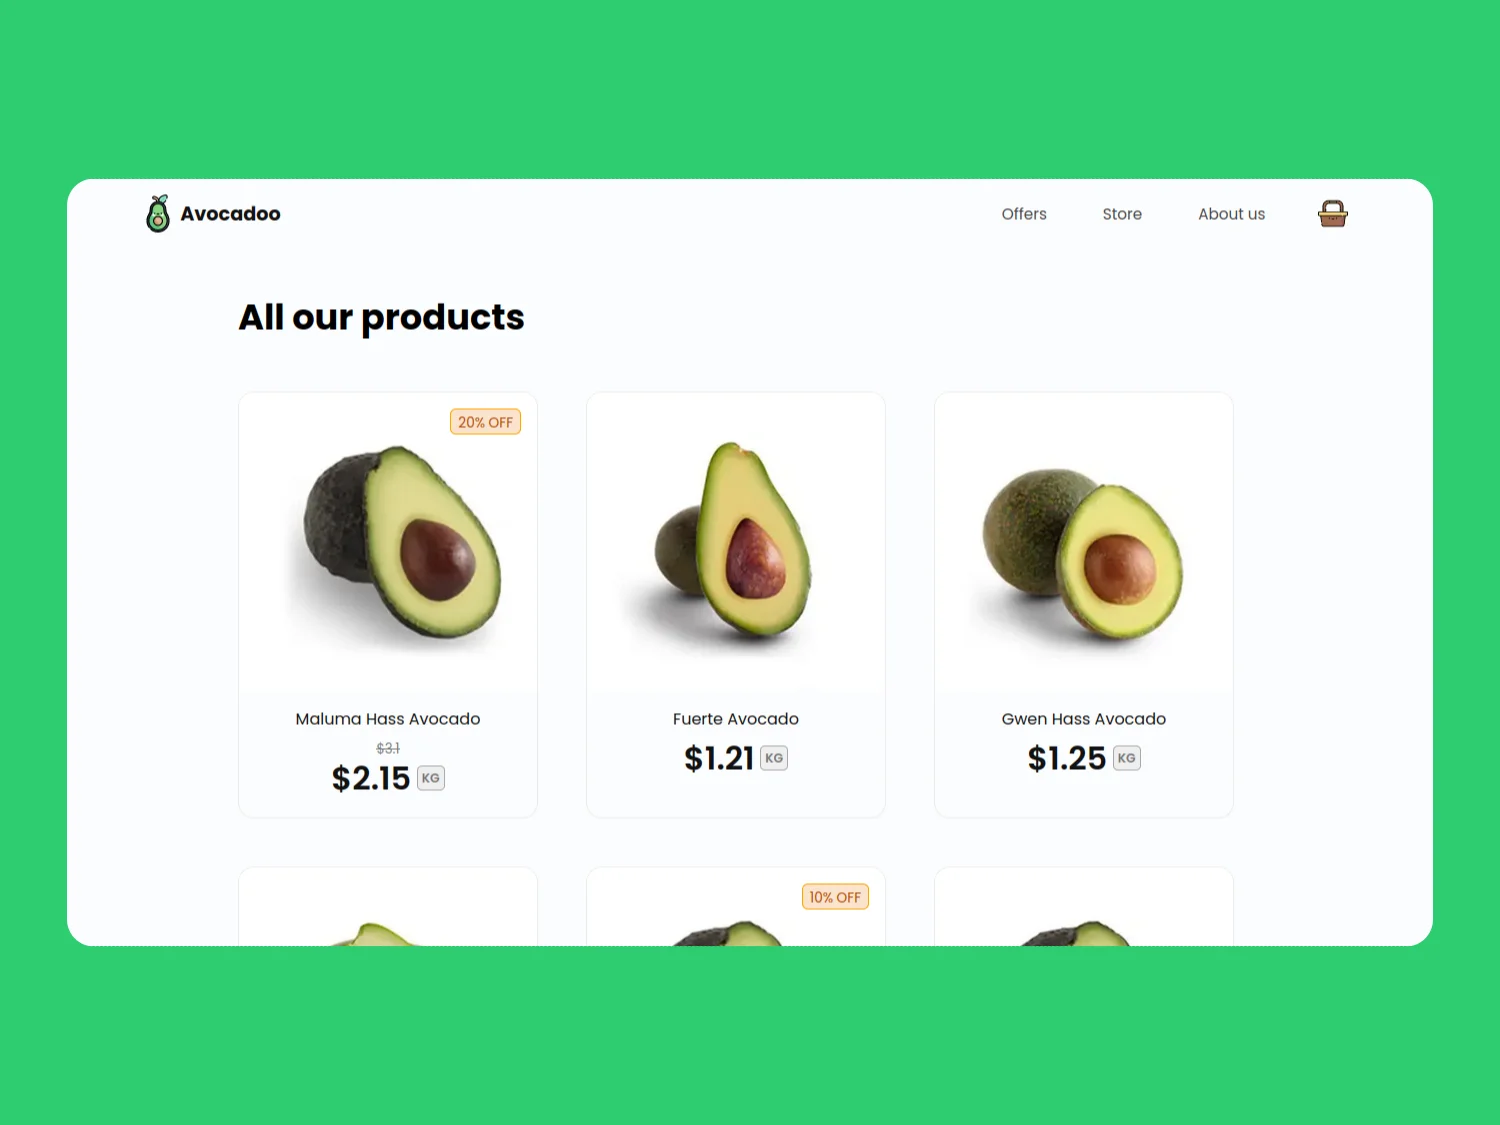 Avocadoo
Offers Store About us
All our products
20% OFF
Maluma Hass Avocado
$3.1
$2.15 KG
Fuerte Avocado
$1.21 KG
Gwen Hass Avocado
$1.25 KG
10% OFF